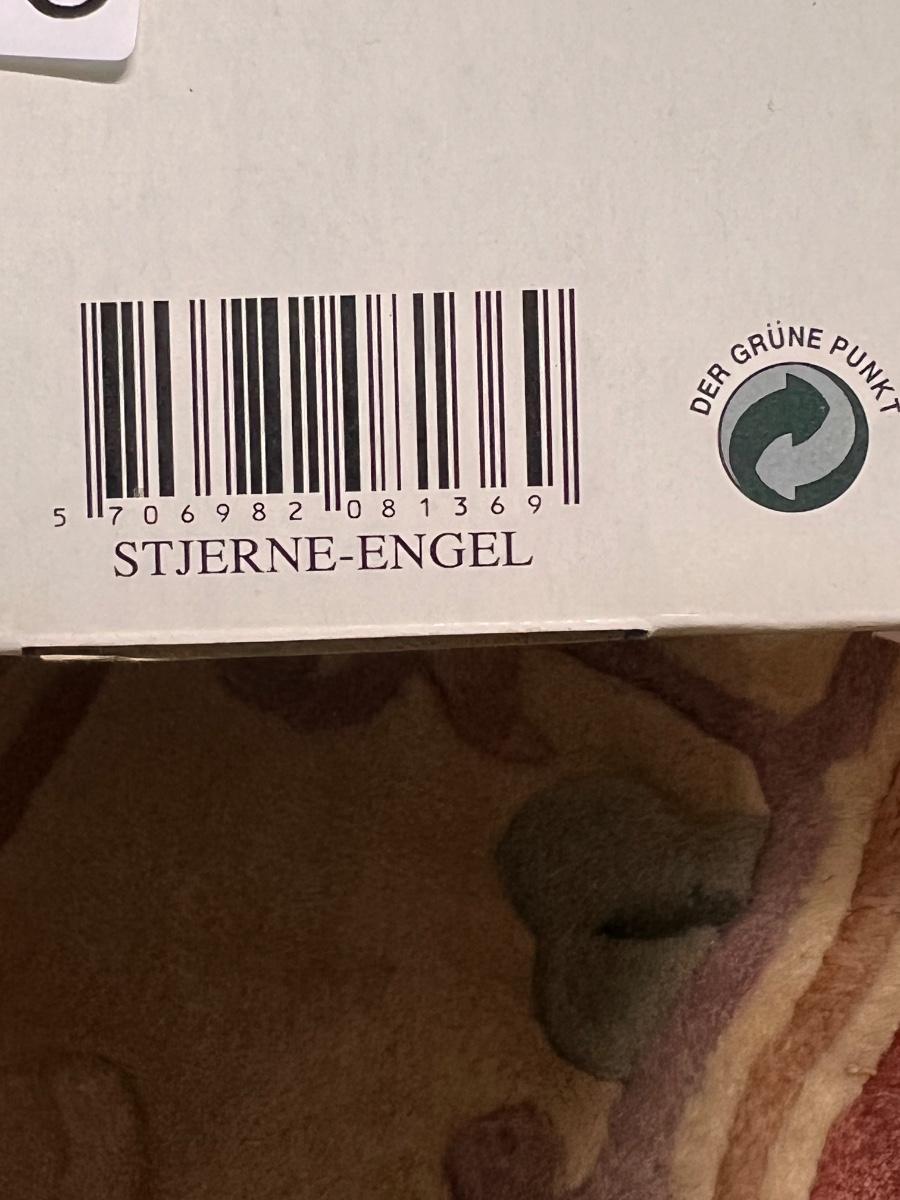 DER GRÜNE PUNKT
5 706982 081369
STJERNE-ENGEL